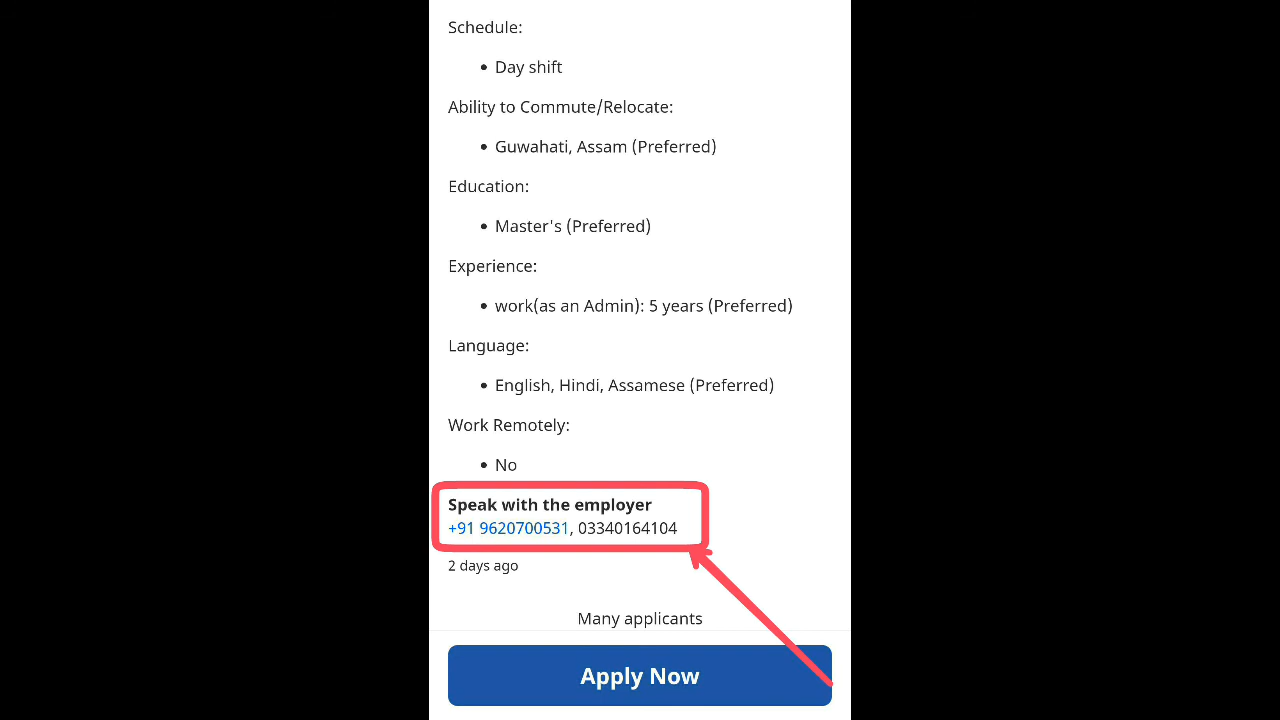 Schedule:
Day shift
Ability to Commute/Relocate:
Guwahati, Assam (Preferred)
Education:
Master's (Preferred)
Experience:
work(as an Admin): 5 years (Preferred)
Language:
English, Hindi, Assamese (Preferred)
Work Remotely:
No
Speak with the employer
+91 9620700531, 03340164104
2 days ago
Many applicants
Apply Now